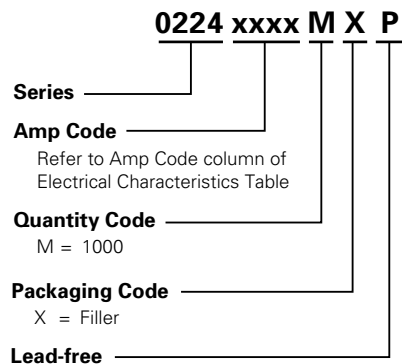 0224 xxxx M X P
Series
Amp Code
Refer to Amp Code column of
Electrical Characteristics Table
Quantity Code
M = 1000
Packaging Code
X = Filler
Lead-free